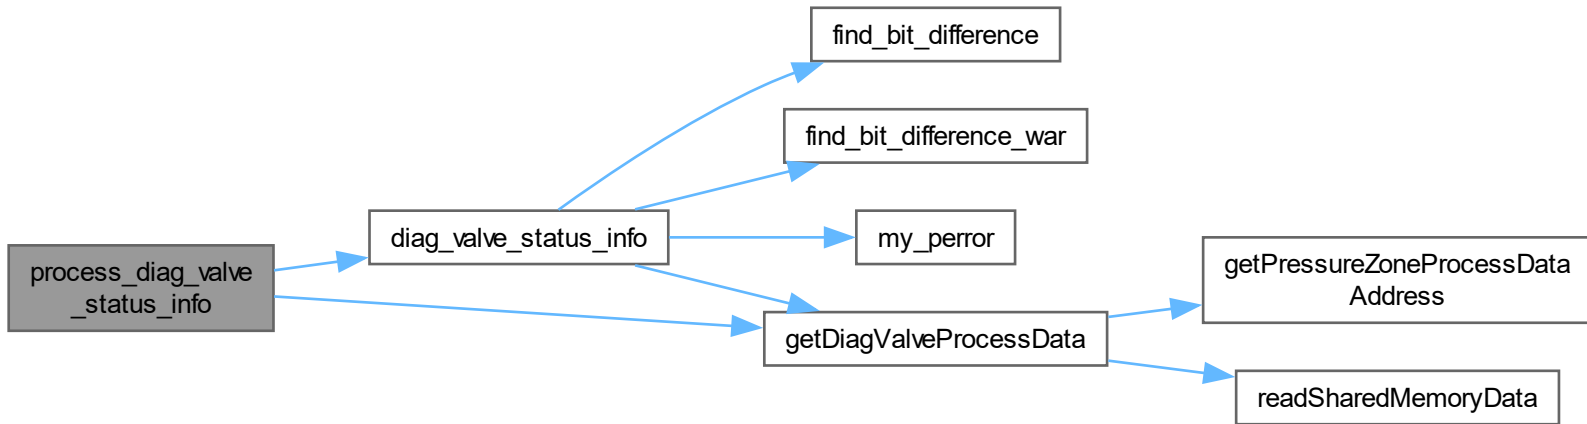 find_bit_difference
find_bit_difference_war
diag_valve_status_info
my_perror
process_diag_valve
_status_info
getDiagValveProcessData
getPressureZoneProcessData
Address
readSharedMemoryData